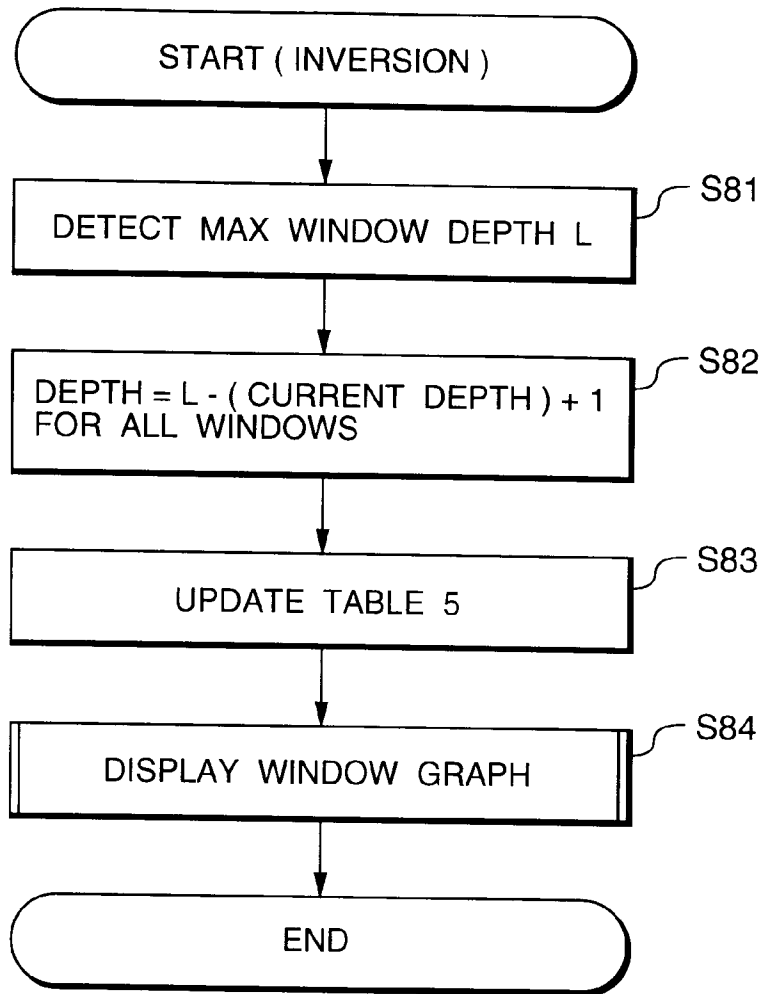 START ( INVERSION )
S81
DETECT MAX WINDOW DEPTH L
S82
DEPTH = L - ( CURRENT DEPTH ) + 1
FOR ALL WINDOWS
S83
UPDATE TABLE 5
S84
DISPLAY WINDOW GRAPH
END